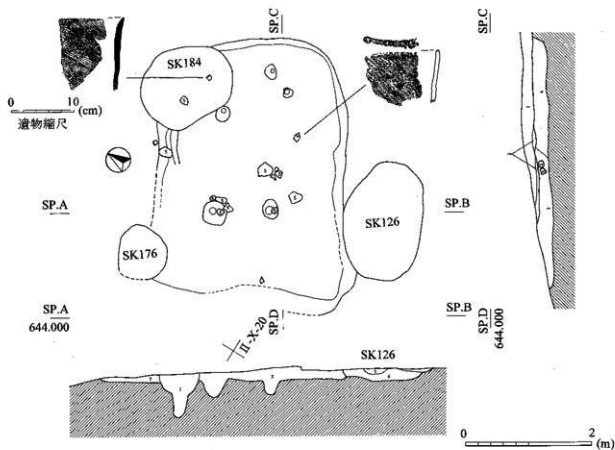 SP.C
SP.C
SK184
0 10 (cm)
遺物縮尺
SP.A
SP.B
SK126
SK176
SP.A
644.000
SP.B
SP.D
SP.D
644.000
II-X-20
SK126
0 2
(m)